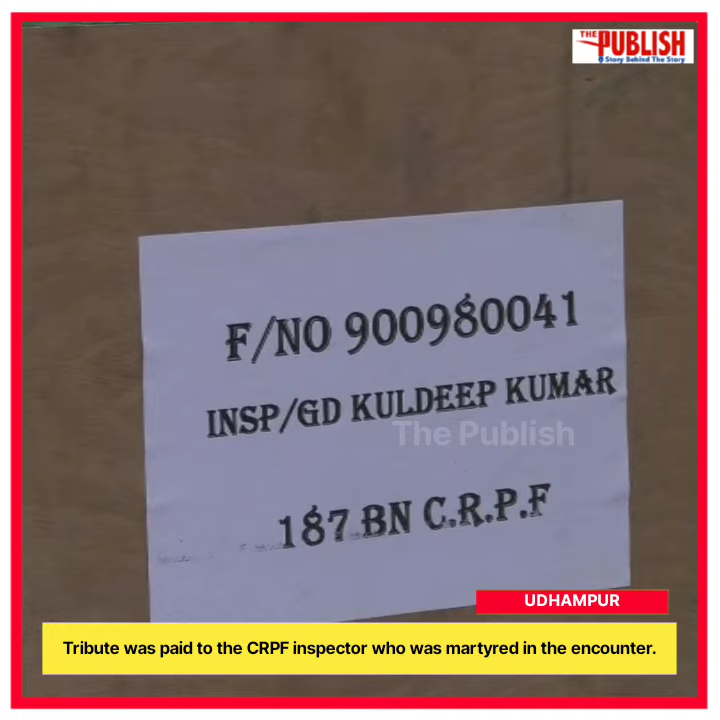 THE PUBLISH
A Story Behind The Story
F/NO 900980041
INSP/GD KULDEEP KUMAR
The Publish
187 BN C.R.P.F
UDHAMPUR
Tribute was paid to the CRPF inspector who was martyred in the encounter.